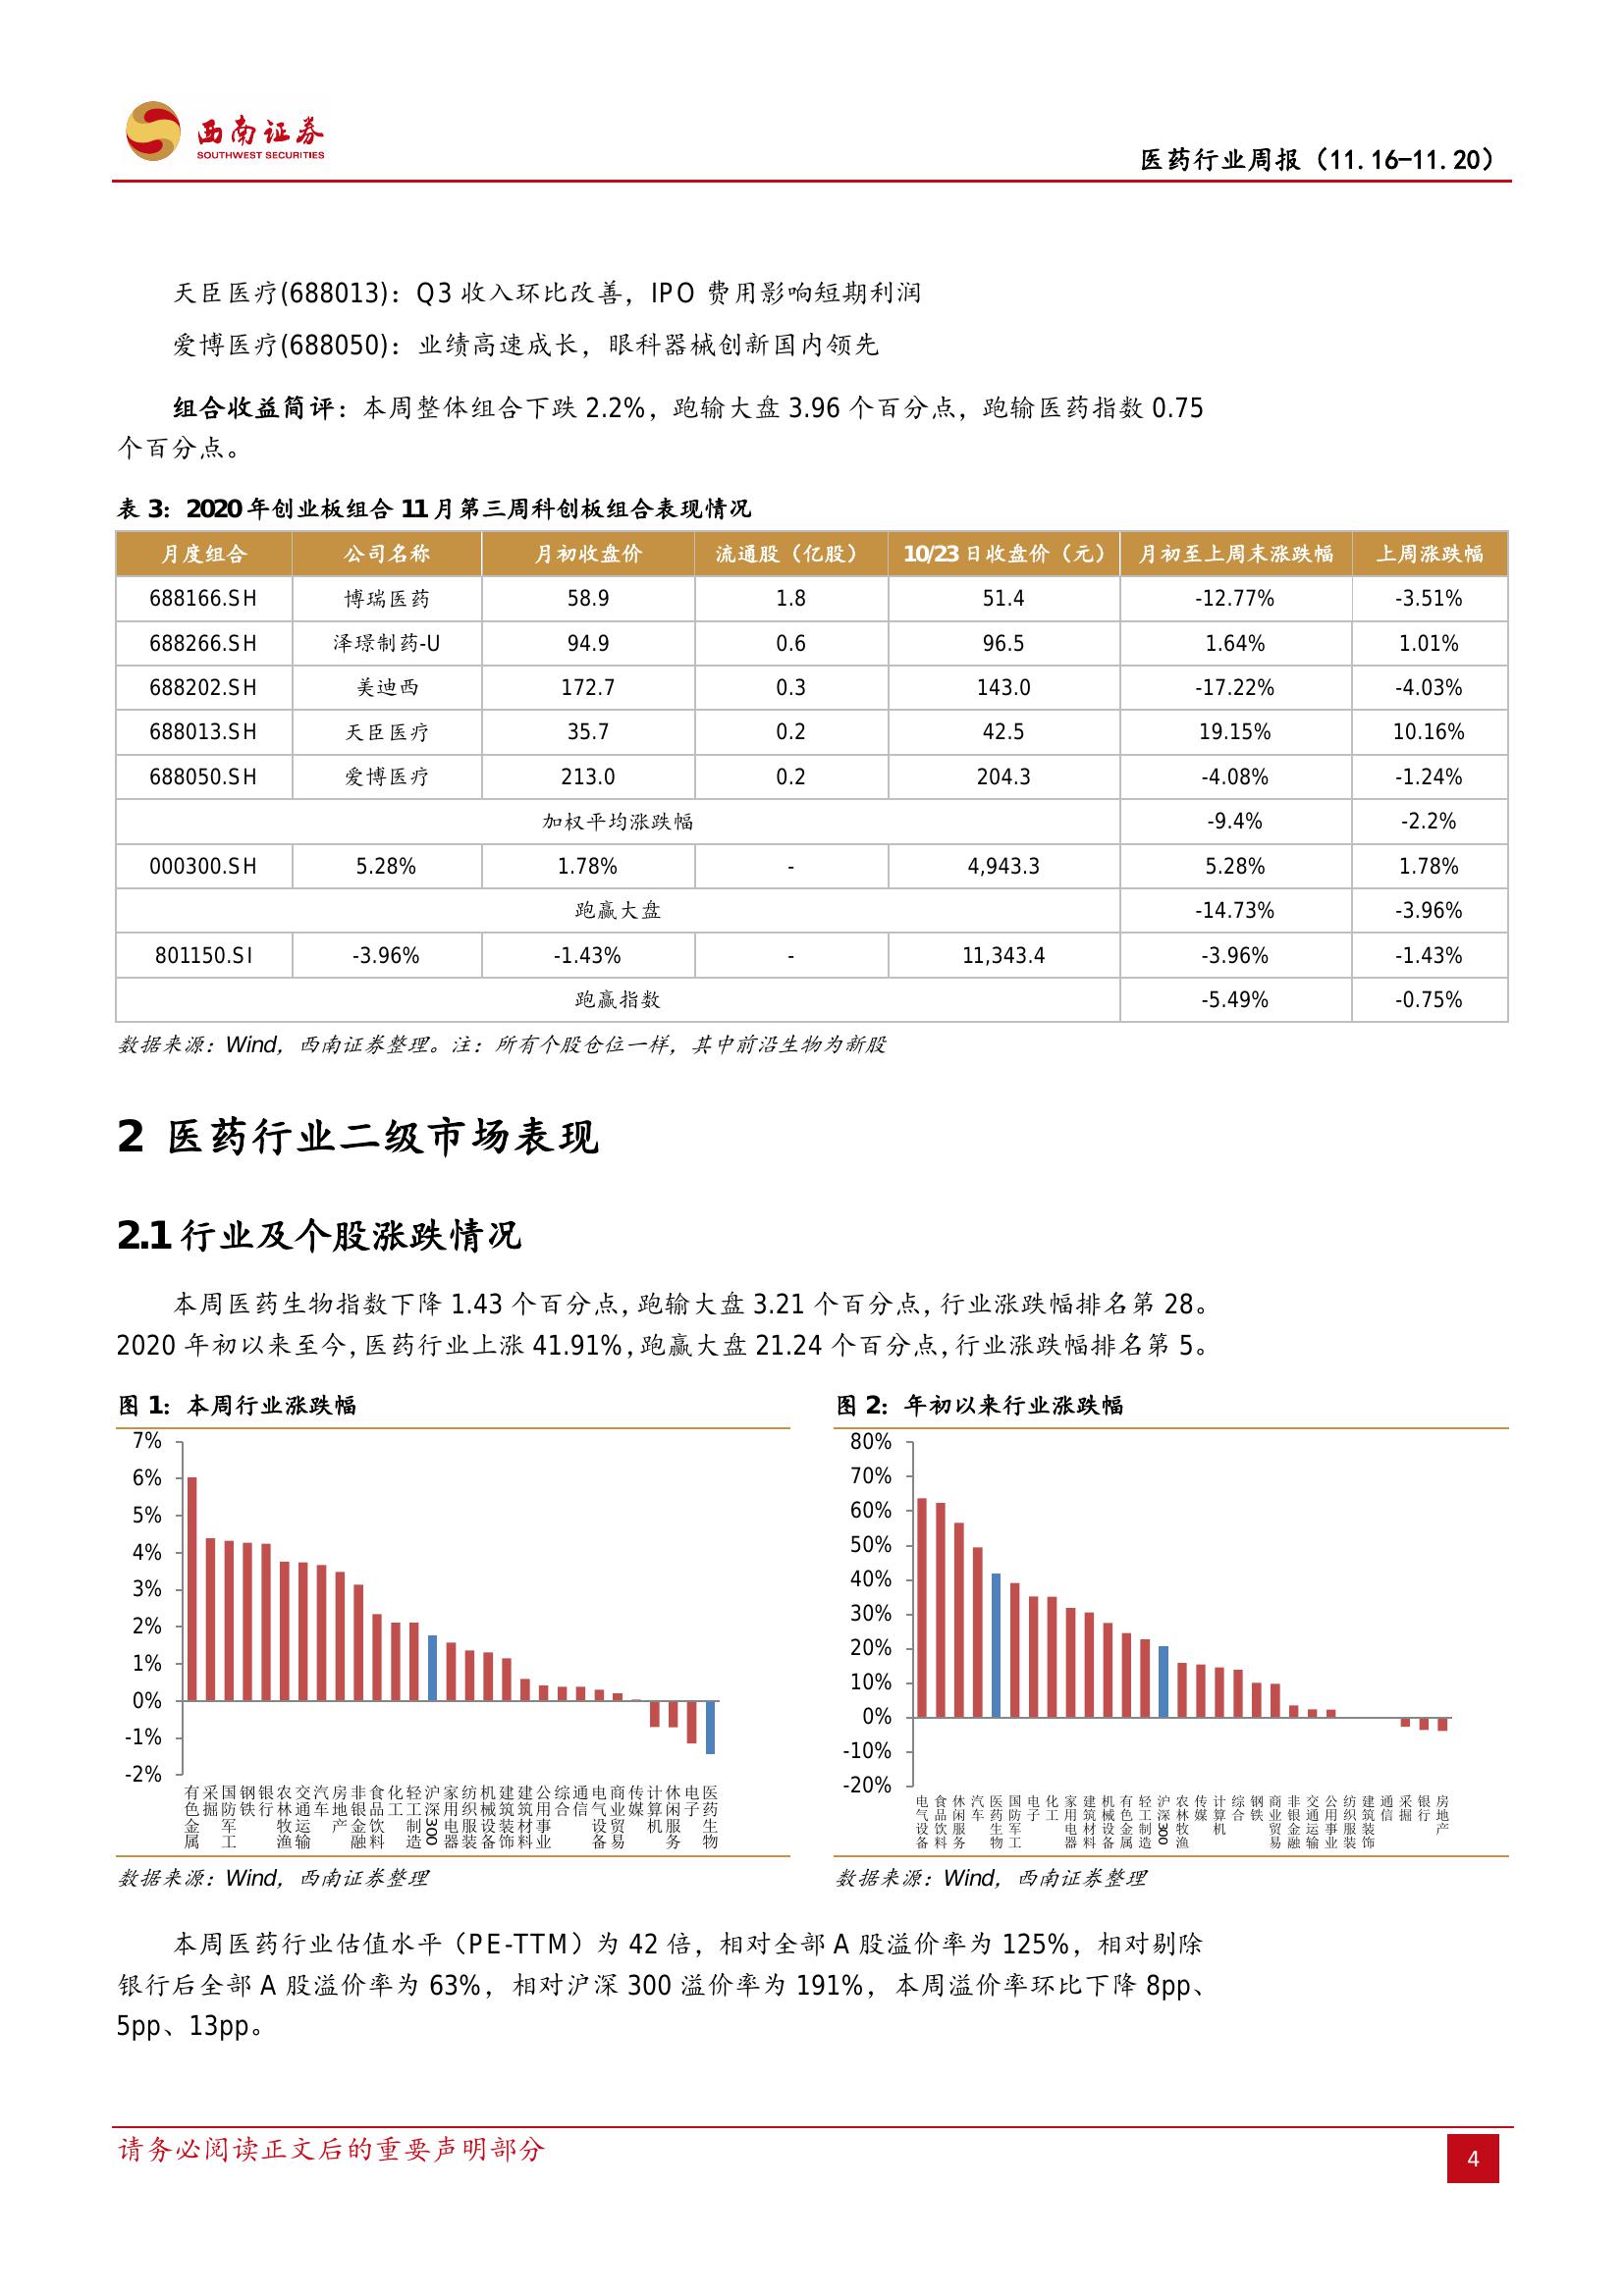 西南证券
SOUTHWEST SECURITIES
医药行业周报（11.16-11.20）
天臣医疗(688013)：Q3 收入环比改善，IPO 费用影响短期利润
爱博医疗(688050)：业绩高速成长，眼科器械创新国内领先
组合收益简评：本周整体组合下跌 2.2%，跑输大盘 3.96 个百分点，跑输医药指数 0.75
个百分点。
表 3：2020 年创业板组合 11 月第三周科创板组合表现情况
月度组合 公司名称 月初收盘价 流通股（亿股） 10/23 日收盘价（元） 月初至上周末涨跌幅 上周涨跌幅
688166.SH 博瑞医药 58.9 1.8 51.4 -12.77% -3.51%
688266.SH 泽璟制药-U 94.9 0.6 96.5 1.64% 1.01%
688202.SH 美迪西 172.7 0.3 143.0 -17.22% -4.03%
688013.SH 天臣医疗 35.7 0.2 42.5 19.15% 10.16%
688050.SH 爱博医疗 213.0 0.2 204.3 -4.08% -1.24%
加权平均涨跌幅 -9.4% -2.2%
000300.SH 5.28% 1.78% - 4,943.3 5.28% 1.78%
跑赢大盘 -14.73% -3.96%
801150.SI -3.96% -1.43% - 11,343.4 -3.96% -1.43%
跑赢指数 -5.49% -0.75%
数据来源：Wind，西南证券整理。注：所有个股仓位一样，其中前沿生物为新股
2 医药行业二级市场表现
2.1 行业及个股涨跌情况
本周医药生物指数下降 1.43 个百分点，跑输大盘 3.21 个百分点，行业涨跌幅排名第 28。
2020 年初以来至今，医药行业上涨 41.91%，跑赢大盘 21.24 个百分点，行业涨跌幅排名第 5。
图 1：本周行业涨跌幅
7%
6%
5%
4%
3%
2%
1%
0%
-1%
-2%
有色金属 采掘 国防军工 钢铁 银行 农林牧渔 交通运输 汽车 房地产 非银金融 食品饮料 化工 轻工制造 沪深300 家用电器 纺织服装 机械设备 建筑装饰 建筑材料 公用事业 综合 通信 电气设备 商业贸易 传媒 计算机 休闲服务 电子 医药生物
数据来源：Wind，西南证券整理
图 2：年初以来行业涨跌幅
80%
70%
60%
50%
40%
30%
20%
10%
0%
-10%
-20%
电气设备 食品饮料 休闲服务 汽车 医药生物 国防军工 电子 化工 家用电器 建筑材料 机械设备 有色金属 轻工制造 沪深300 农林牧渔 传媒 计算机 综合 钢铁 商业贸易 非银金融 交通运输 公用事业 纺织服装 建筑装饰 通信 采掘 银行 房地产
数据来源：Wind，西南证券整理
本周医药行业估值水平（PE-TTM）为 42 倍，相对全部 A 股溢价率为 125%，相对剔除
银行后全部 A 股溢价率为 63%，相对沪深 300 溢价率为 191%，本周溢价率环比下降 8pp、
5pp、13pp。
请务必阅读正文后的重要声明部分
4